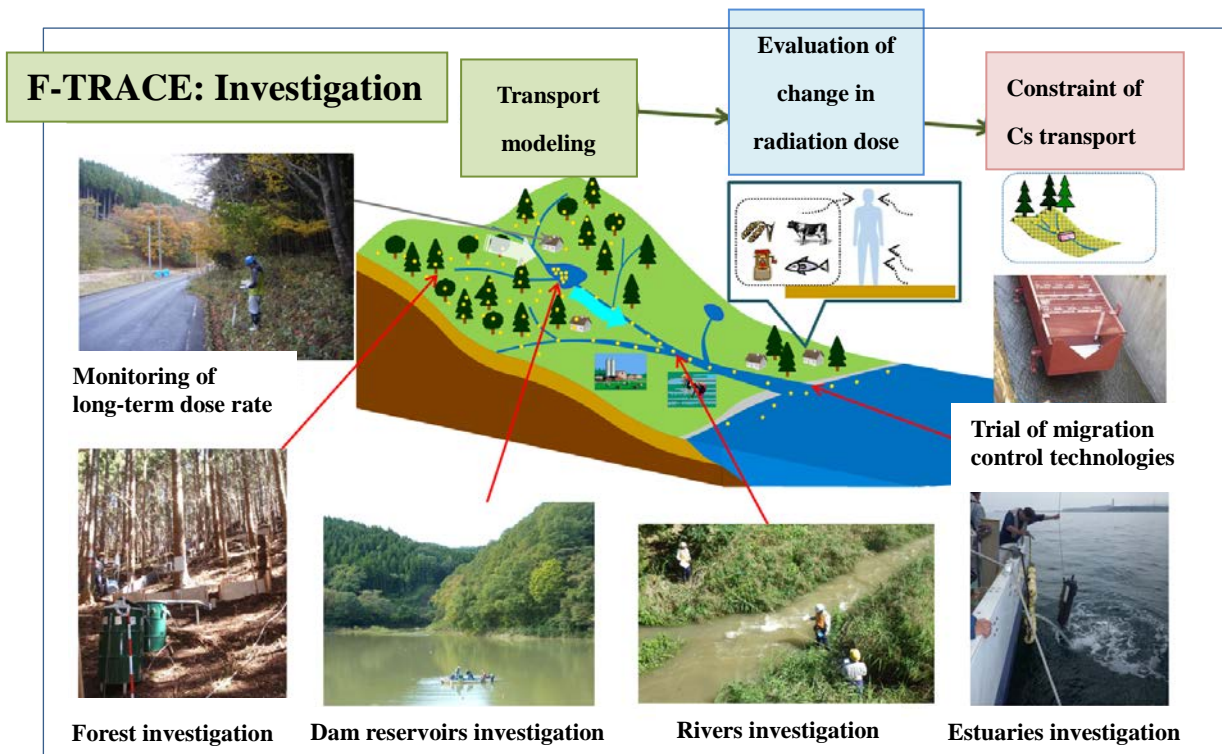 F-TRACE: Investigation
Transport
modeling
Evaluation of
change in
radiation dose
Constraint of
Cs transport
Monitoring of
long-term dose rate
Trial of migration
control technologies
Forest investigation
Dam reservoirs investigation
Rivers investigation
Estuaries investigation